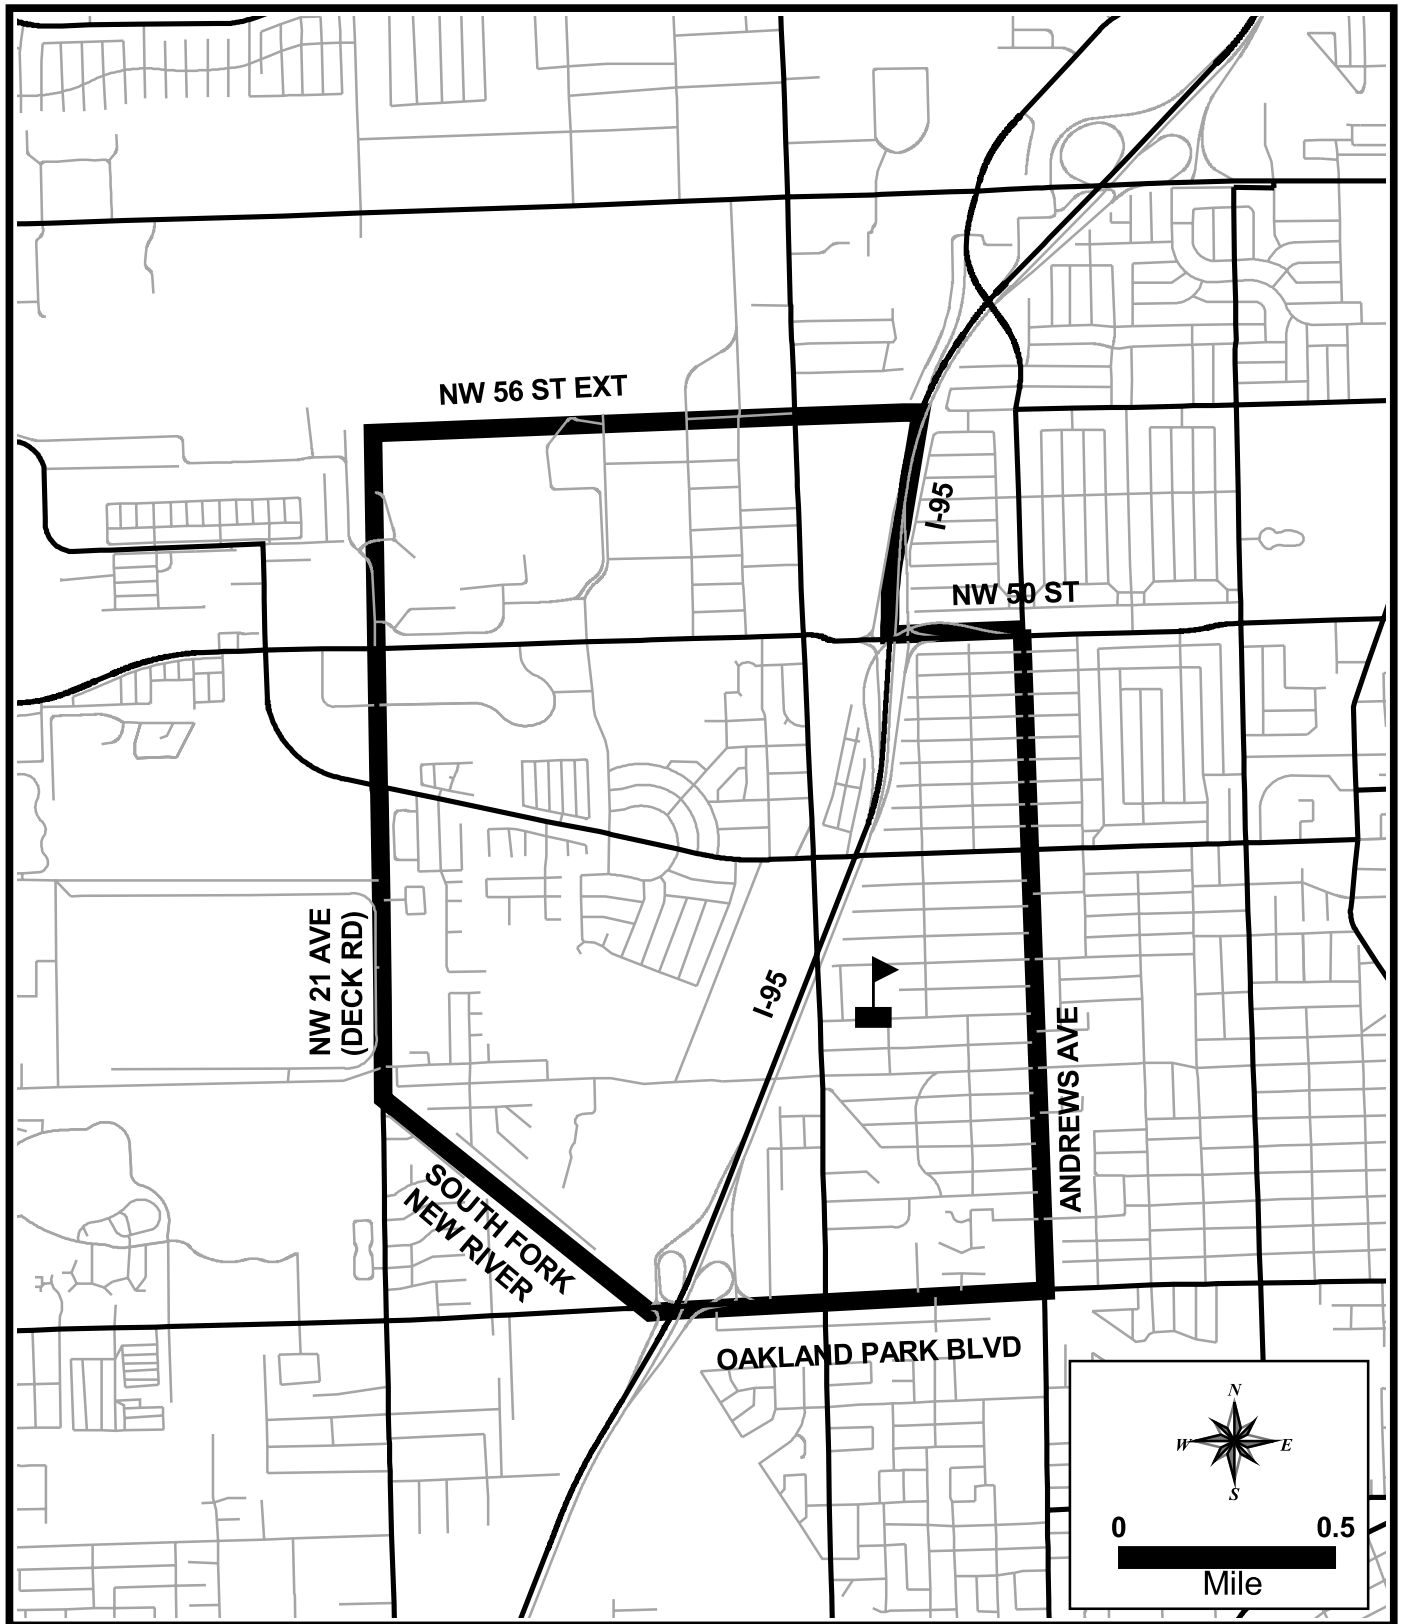 NW 56 ST EXT
I-95
NW 50 ST
NW 21 AVE
(DECK RD)
I-95
ANDREWS AVE
SOUTH FORK
NEW RIVER
OAKLAND PARK BLVD
N
W
E
S
0
0.5
Mile